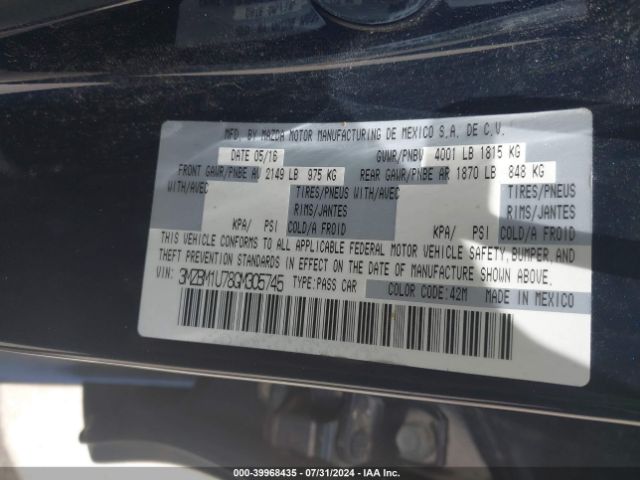 MFD. BY MAZDA MOTOR MANUFACTURING DE MEXICO S.A. DE C.V.
DATE 05/16 GVWR/PNBV 4001 LB 1815 KG
FRONT GAWR/PNBE AV 2149 LB 975 KG REAR GAWR/PNBE AR 1870 LB 848 KG
WITH/AVEC TIRES/PNEUS WITH/AVEC TIRES/PNEUS
RIMS/JANTES RIMS/JANTES
KPA/ PSI COLD/A FROID KPA/ PSI COLD/A FROID
THIS VEHICLE CONFORMS TO ALL APPLICABLE FEDERAL MOTOR VEHICLE SAFETY, BUMPER, AND
THEFT PREVENTION STANDARDS IN EFFECT ON THE DATE OF MANUFACTURE SHOWN ABOVE.
VIN: 3MZBM1U78GM305745 TYPE:PASS CAR
COLOR CODE:42M MADE IN MEXICO
000-39968435 - 07/31/2024 - IAA Inc.